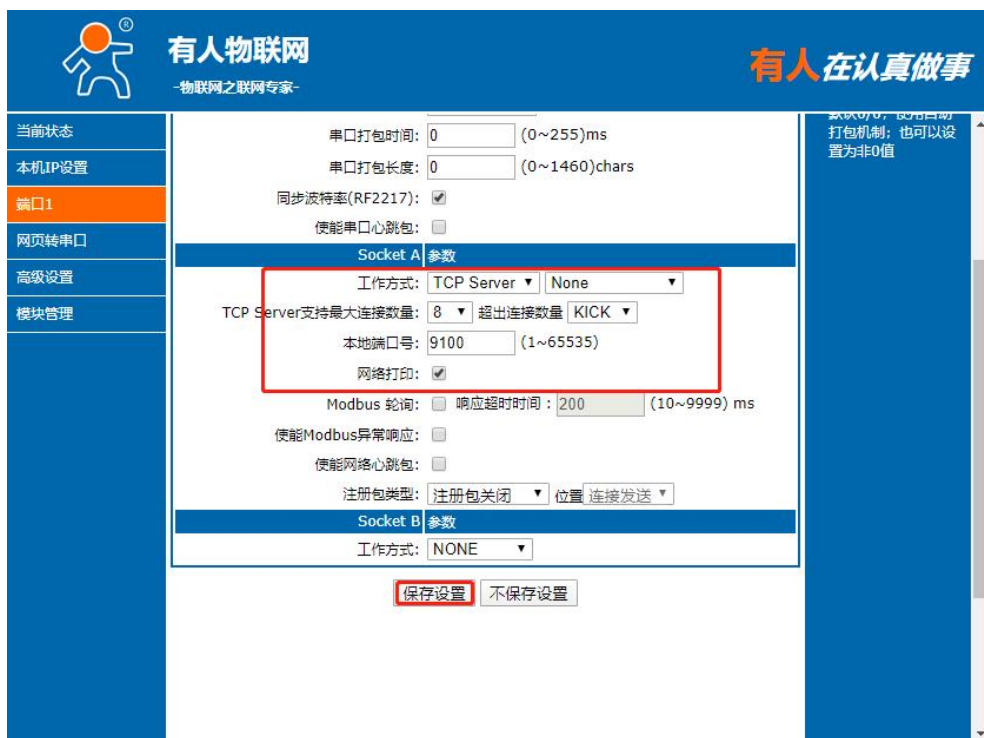 ®
有人物联网
-物联网之联网专家-
有人在认真做事
当前状态
本机IP设置
端口1
网页转串口
高级设置
模块管理
串口打包时间: 0 (0~255)ms
串口打包长度: 0 (0~1460)chars
同步波特率(RF2217):
使能串口心跳包:
Socket A 参数
工作方式: TCP Server ▼ None ▼
TCP Server支持最大连接数量: 8 ▼ 超出连接数量 KICK ▼
本地端口号: 9100 (1~65535)
网络打印:
Modbus 轮询: 响应超时时间：200 (10~9999) ms
使能Modbus异常响应:
使能网络心跳包:
注册包类型: 注册包关闭 ▼ 位置 连接发送 ▼
Socket B 参数
工作方式: NONE ▼
保存设置 不保存设置
默认0/0，使用自动
打包机制；也可以设
置为非0值